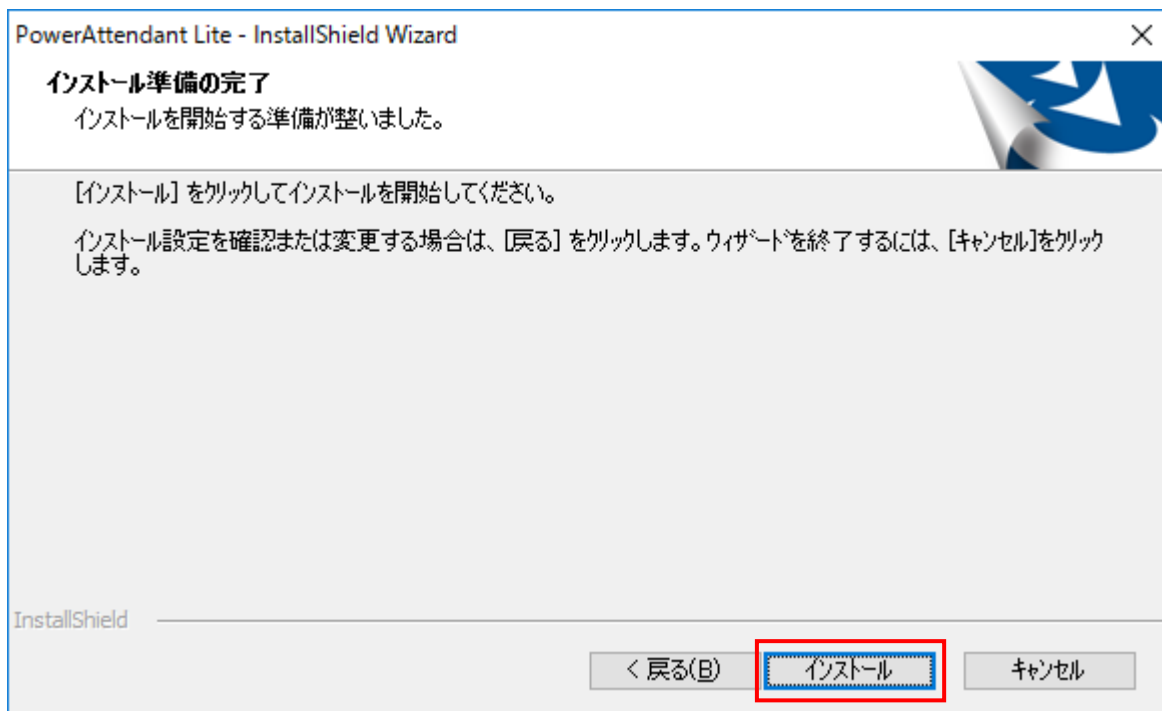 PowerAttendant Lite - InstallShield Wizard
インストール準備の完了
インストールを開始する準備が整いました。
[インストール] をクリックしてインストールを開始してください。
インストール設定を確認または変更する場合は、[戻る] をクリックします。ウィザードを終了するには、[キャンセル]をクリック
します。
InstallShield
< 戻る(B)
インストール
キャンセル